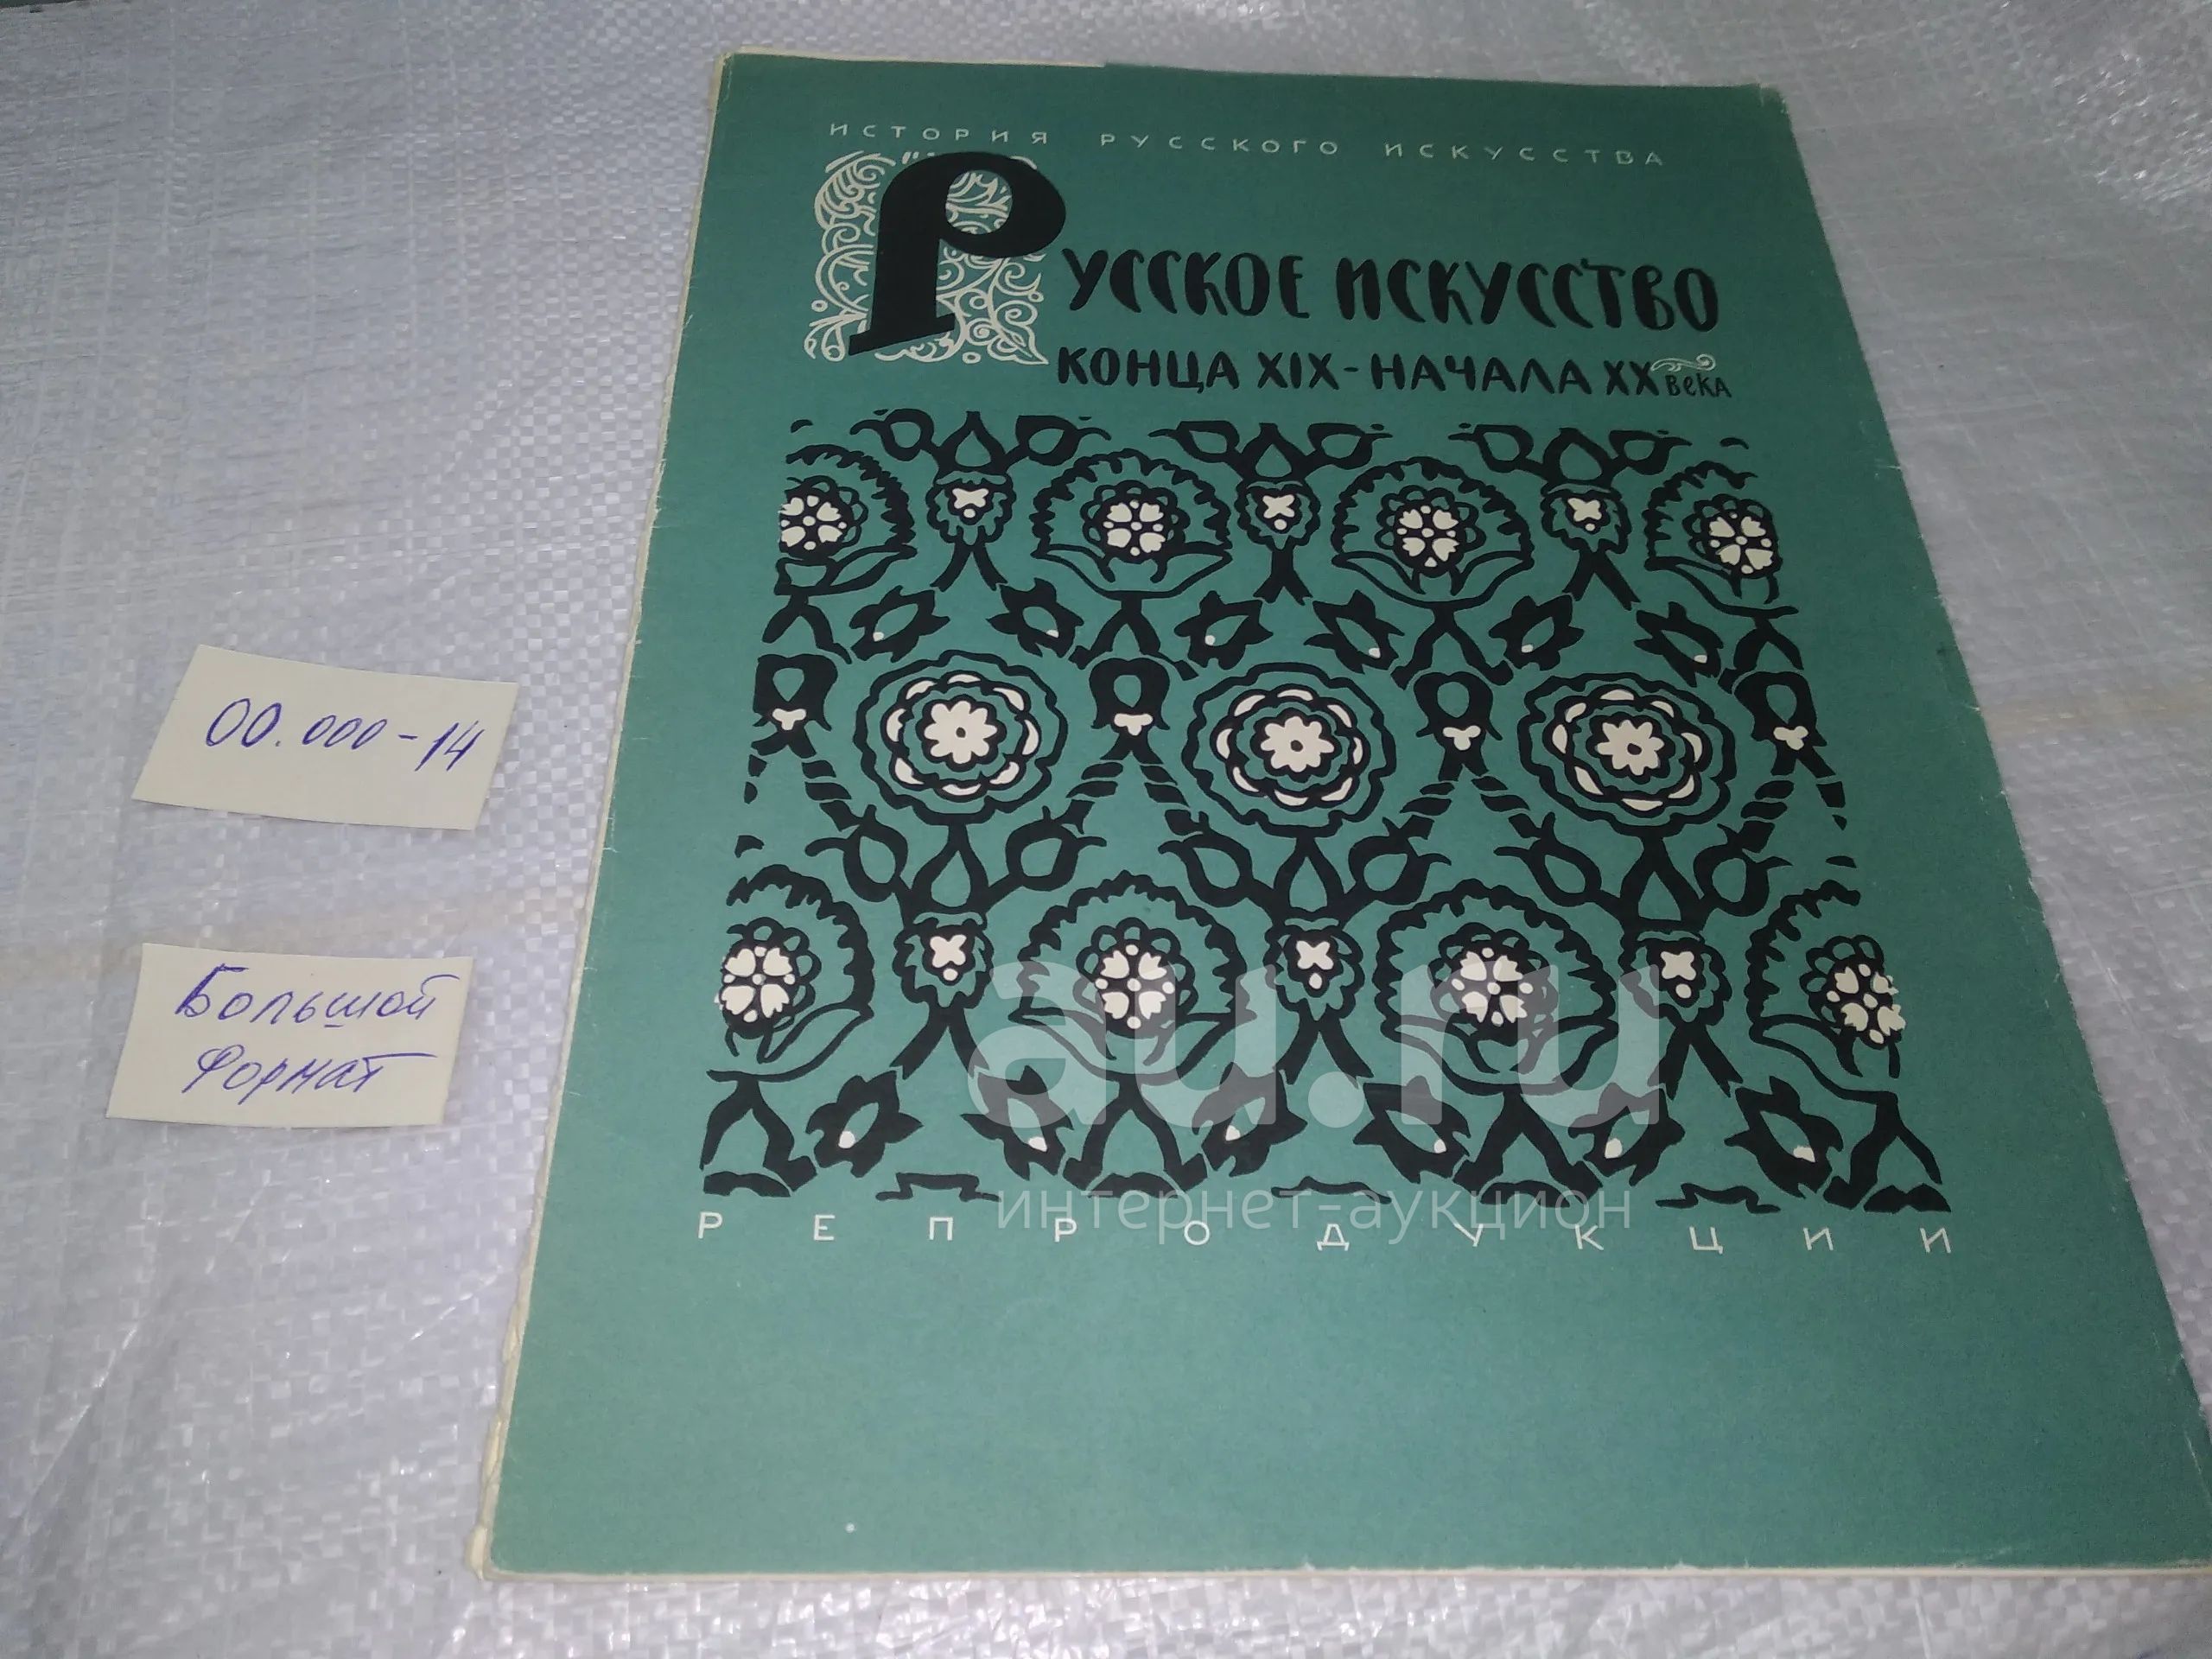 ИСТОРИЯ РУССКОГО ИСКУССТВА
РУССКОЕ ИСКУССТВО
КОНЦА XIX-НАЧАЛА XX века
00.000-14
Большой
Формат
au.ru
интернет-аукцион
РЕПРОДУКЦИИ